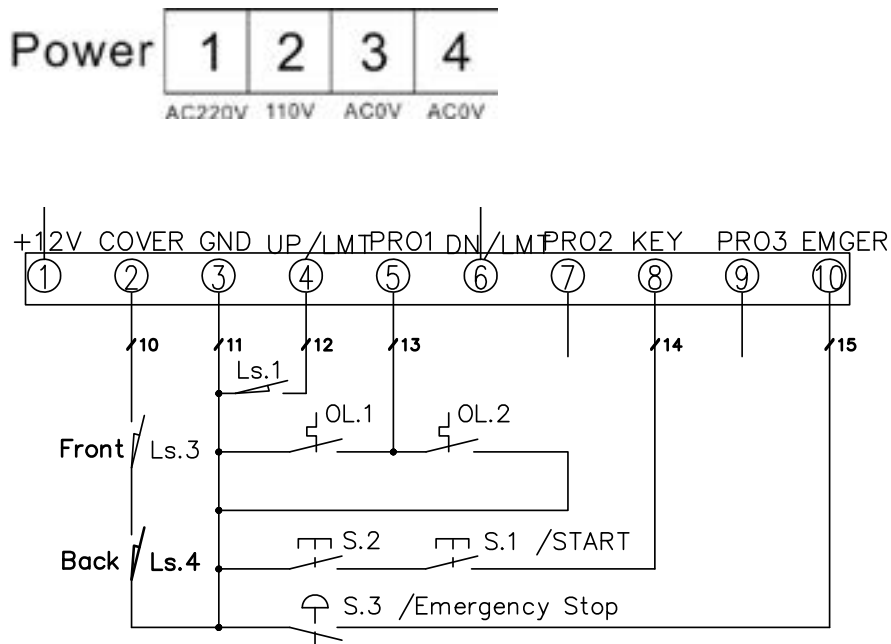 Power 1 2 3 4
AC220V 110V AC0V AC0V
+12V COVER GND UP/LMT PRO1 DN/LMT PRO2 KEY PRO3 EMGER
1 2 3 4 5 6 7 8 9 10
10 11 12 13 14 15
Ls.1
OL.1 OL.2
Front Ls.3
S.2 S.1 /START
Back Ls.4
S.3 /Emergency Stop